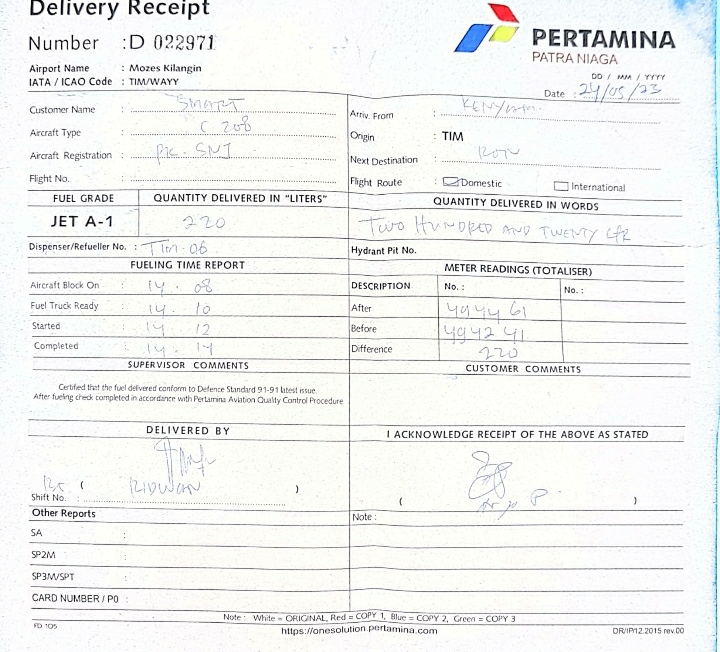 Delivery Receipt
Number : D 022971
PERTAMINA
PATRA NIAGA
Airport Name : Mozes Kilangin
IATA / ICAO Code : TIM/WAYY
DD / MM / YYYY
Date : 24/05/23
Customer Name : SMART
Arriv. From : KENYAM
Aircraft Type : C 208
Origin : TIM
Aircraft Registration : PK. SNJ
Next Destination :
Flight No. :
Flight Route : Domestic International
FUEL GRADE QUANTITY DELIVERED IN "LITERS" QUANTITY DELIVERED IN WORDS
JET A-1 220 TWO HUNDRED AND TWENTY LTR
Dispenser/Refueller No. : TIM. 06
Hydrant Pit No.
FUELING TIME REPORT
METER READINGS (TOTALISER)
Aircraft Block On : 14 . 08
DESCRIPTION No. : No. :
Fuel Truck Ready : 14 . 10
After 494461
Started : 14 . 12
Before 494241
Completed : 14 . 14
Difference 220
SUPERVISOR COMMENTS
CUSTOMER COMMENTS
Certified that the fuel delivered conform to Defence Standard 91-91 latest issue.
After fueling check completed in accordance with Pertamina Aviation Quality Control Procedure
DELIVERED BY
I ACKNOWLEDGE RECEIPT OF THE ABOVE AS STATED
( RIDWAN )
Shift No. :
( )
Other Reports
Note :
SA :
SP2M :
SP3M/SPT :
CARD NUMBER / P0 :
Note : White = ORIGINAL, Red = COPY 1, Blue = COPY 2, Green = COPY 3
FD 105
https://onesolution.pertamina.com
DR/IP/12.2015 rev.00